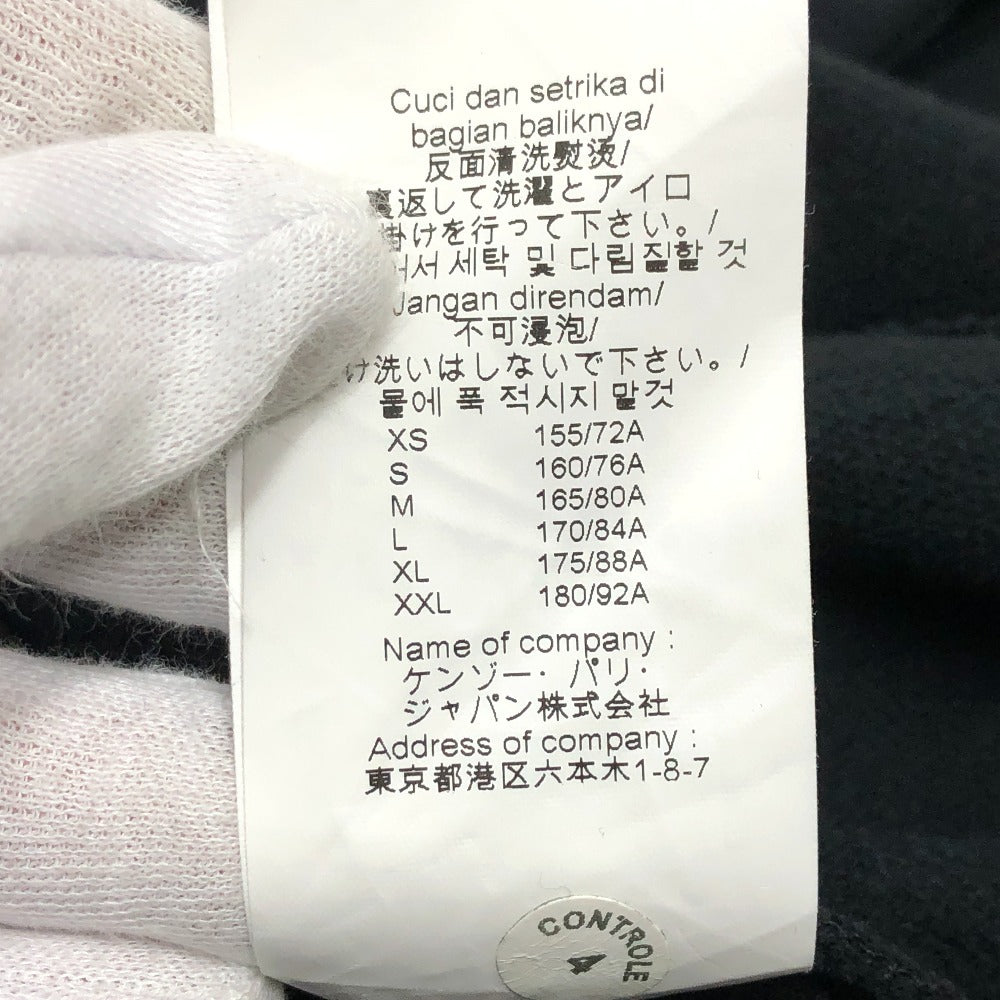 Cuci dan setrika di
bagian baliknya/
反面清洗熨烫/
裏返して洗濯とアイロ
掛けを行って下さい。/
서 세탁 및 다림질할 것
Jangan direndam/
不可浸泡/
け洗いはしないで下さい。/
물에 푹 적시지 말것
XS 155/72A
S 160/76A
M 165/80A
L 170/84A
XL 175/88A
XXL 180/92A
Name of company :
ケンゾー・パリ・
ジャパン株式会社
Address of company :
東京都港区六本木1-8-7
CONTROLE
4